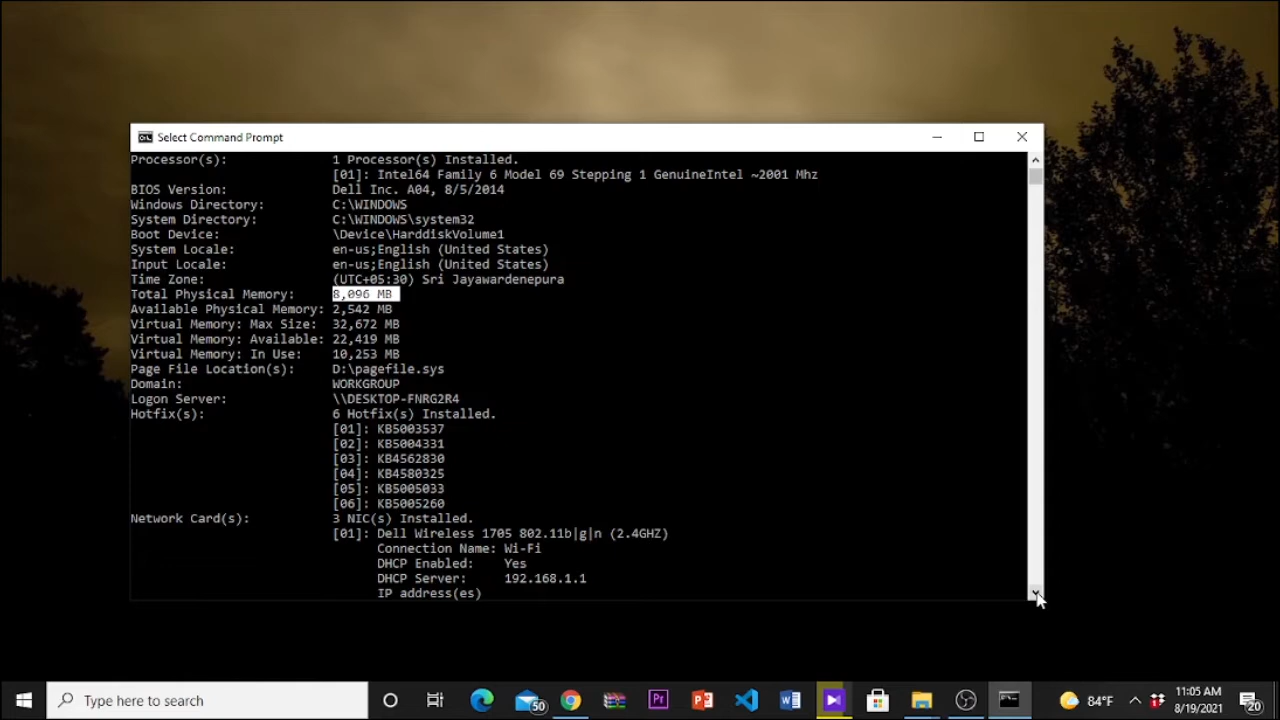 Select Command Prompt
Processor(s): 1 Processor(s) Installed.
[01]: Intel64 Family 6 Model 69 Stepping 1 GenuineIntel ~2001 Mhz
BIOS Version: Dell Inc. A04, 8/5/2014
Windows Directory: C:\WINDOWS
System Directory: C:\WINDOWS\system32
Boot Device: \Device\HarddiskVolume1
System Locale: en-us;English (United States)
Input Locale: en-us;English (United States)
Time Zone: (UTC+05:30) Sri Jayawardenepura
Total Physical Memory: 8,096 MB
Available Physical Memory: 2,542 MB
Virtual Memory: Max Size: 32,672 MB
Virtual Memory: Available: 22,419 MB
Virtual Memory: In Use: 10,253 MB
Page File Location(s): D:\pagefile.sys
Domain: WORKGROUP
Logon Server: \\DESKTOP-FNRG2R4
Hotfix(s): 6 Hotfix(s) Installed.
[01]: KB5003537
[02]: KB5004331
[03]: KB4562830
[04]: KB4580325
[05]: KB5005033
[06]: KB5005260
Network Card(s): 3 NIC(s) Installed.
[01]: Dell Wireless 1705 802.11b|g|n (2.4GHZ)
Connection Name: Wi-Fi
DHCP Enabled: Yes
DHCP Server: 192.168.1.1
IP address(es)
Type here to search
50
Pr
84°F
11:05 AM
8/19/2021
20